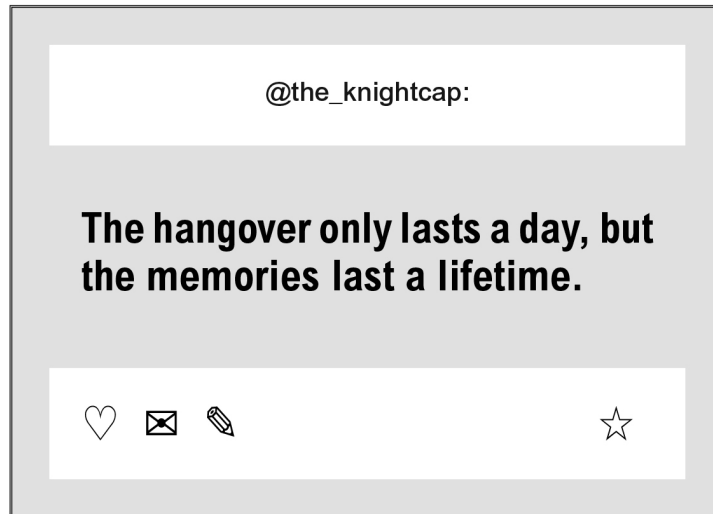 @the_knightcap:
The hangover only lasts a day, but
the memories last a lifetime.